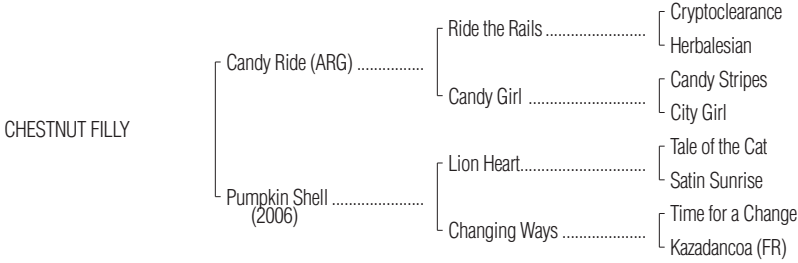 Cryptoclearance
Ride the Rails ........................
Herbalesian
Candy Ride (ARG) ................
Candy Stripes
Candy Girl ............................
City Girl
CHESTNUT FILLY
Tale of the Cat
Lion Heart..............................
Satin Sunrise
Pumpkin Shell ......................
(2006)
Time for a Change
Changing Ways ....................
Kazadancoa (FR)